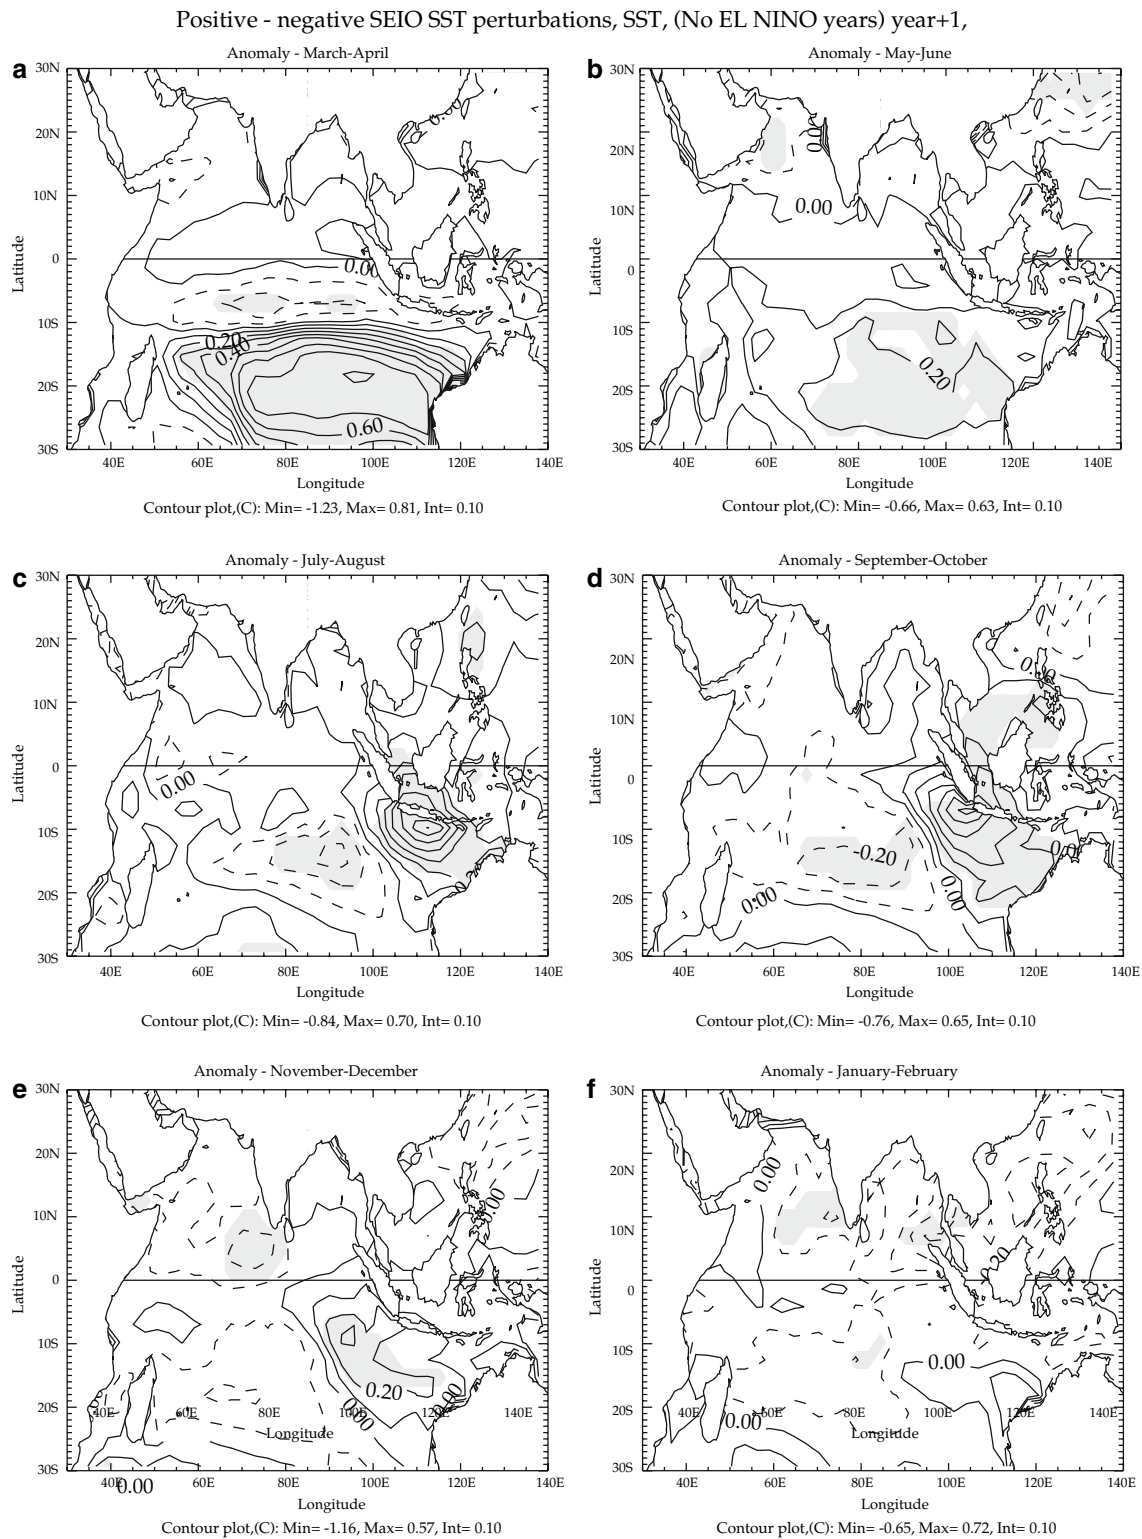 Positive - negative SEIO SST perturbations, SST, (No EL NINO years) year+1,
a
Anomaly - March-April
30N
20N
10N
0
10S
20S
30S
Latitude
0.00
0.20
0.40
0.60
40E 60E 80E 100E 120E 140E
Longitude
Contour plot,(C): Min= -1.23, Max= 0.81, Int= 0.10
b
Anomaly - May-June
30N
20N
10N
0
10S
20S
30S
Latitude
0.00
0.20
40E 60E 80E 100E 120E 140E
Longitude
Contour plot,(C): Min= -0.66, Max= 0.63, Int= 0.10
c
Anomaly - July-August
30N
20N
10N
0
10S
20S
30S
Latitude
0.00
40E 60E 80E 100E 120E 140E
Longitude
Contour plot,(C): Min= -0.84, Max= 0.70, Int= 0.10
d
Anomaly - September-October
30N
20N
10N
0
10S
20S
30S
Latitude
-0.20
0.00
0.00
40E 60E 80E 100E 120E 140E
Longitude
Contour plot,(C): Min= -0.76, Max= 0.65, Int= 0.10
e
Anomaly - November-December
30N
20N
10N
0
10S
20S
30S
Latitude
0.00
0.20
0.00
0.00
40E 60E 80E 100E 120E 140E
Longitude
0.00
40E 60E 80E 100E 120E 140E
Longitude
Contour plot,(C): Min= -1.16, Max= 0.57, Int= 0.10
f
Anomaly - January-February
30N
20N
10N
0
10S
20S
30S
Latitude
0.00
0.00
0.00
40E 60E 80E 100E 120E 140E
Longitude
40E 60E 80E 100E 120E 140E
Longitude
Contour plot,(C): Min= -0.65, Max= 0.72, Int= 0.10